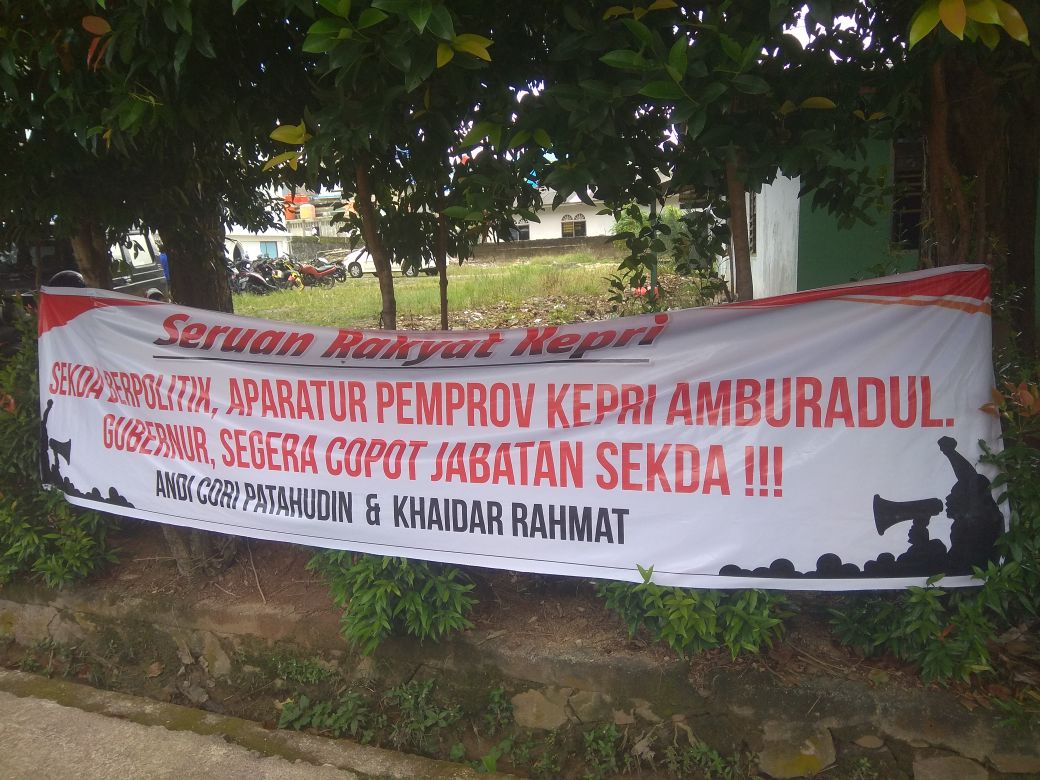 Seruan Rakyat Kepri
SEKDA BERPOLITIK, APARATUR PEMPROV KEPRI AMBURADUL.
GUBERNUR, SEGERA COPOT JABATAN SEKDA !!!
ANDI CORI PATAHUDIN & KHAIDAR RAHMAT